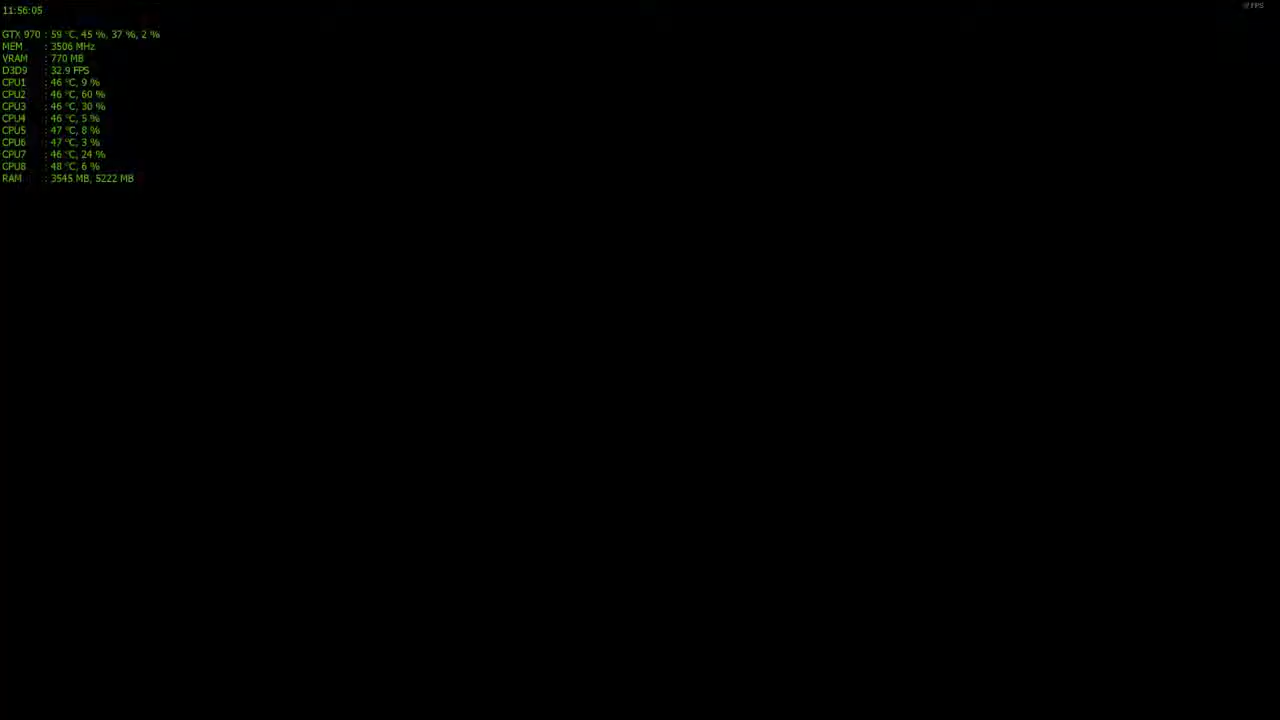 11:56:05
FPS
GTX 970 : 59 °C, 45 %, 37 %, 2 %
MEM : 3506 MHz
VRAM : 770 MB
D3D9 : 32.9 FPS
CPU1 : 46 °C, 9 %
CPU2 : 46 °C, 60 %
CPU3 : 46 °C, 30 %
CPU4 : 46 °C, 5 %
CPU5 : 47 °C, 8 %
CPU6 : 47 °C, 3 %
CPU7 : 46 °C, 24 %
CPU8 : 48 °C, 6 %
RAM : 3545 MB, 5222 MB